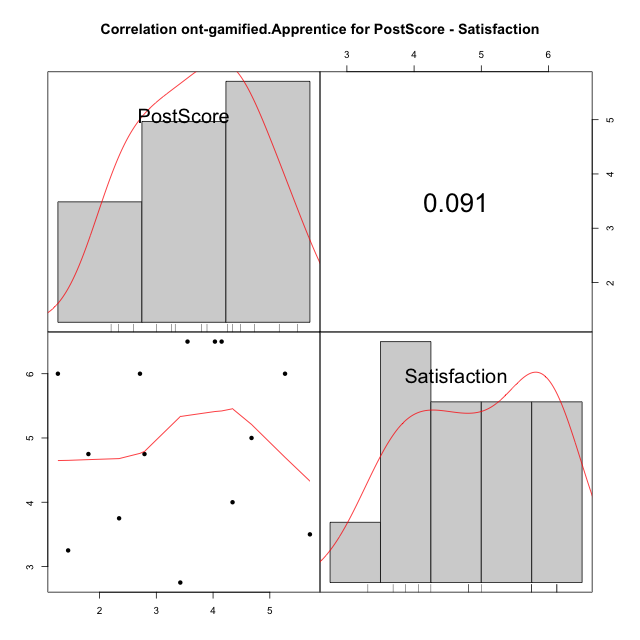 Correlation ont-gamified.Apprentice for PostScore - Satisfaction
3 4 5 6
PostScore
0.091
5
4
3
2
6
5
4
3
Satisfaction
2 3 4 5